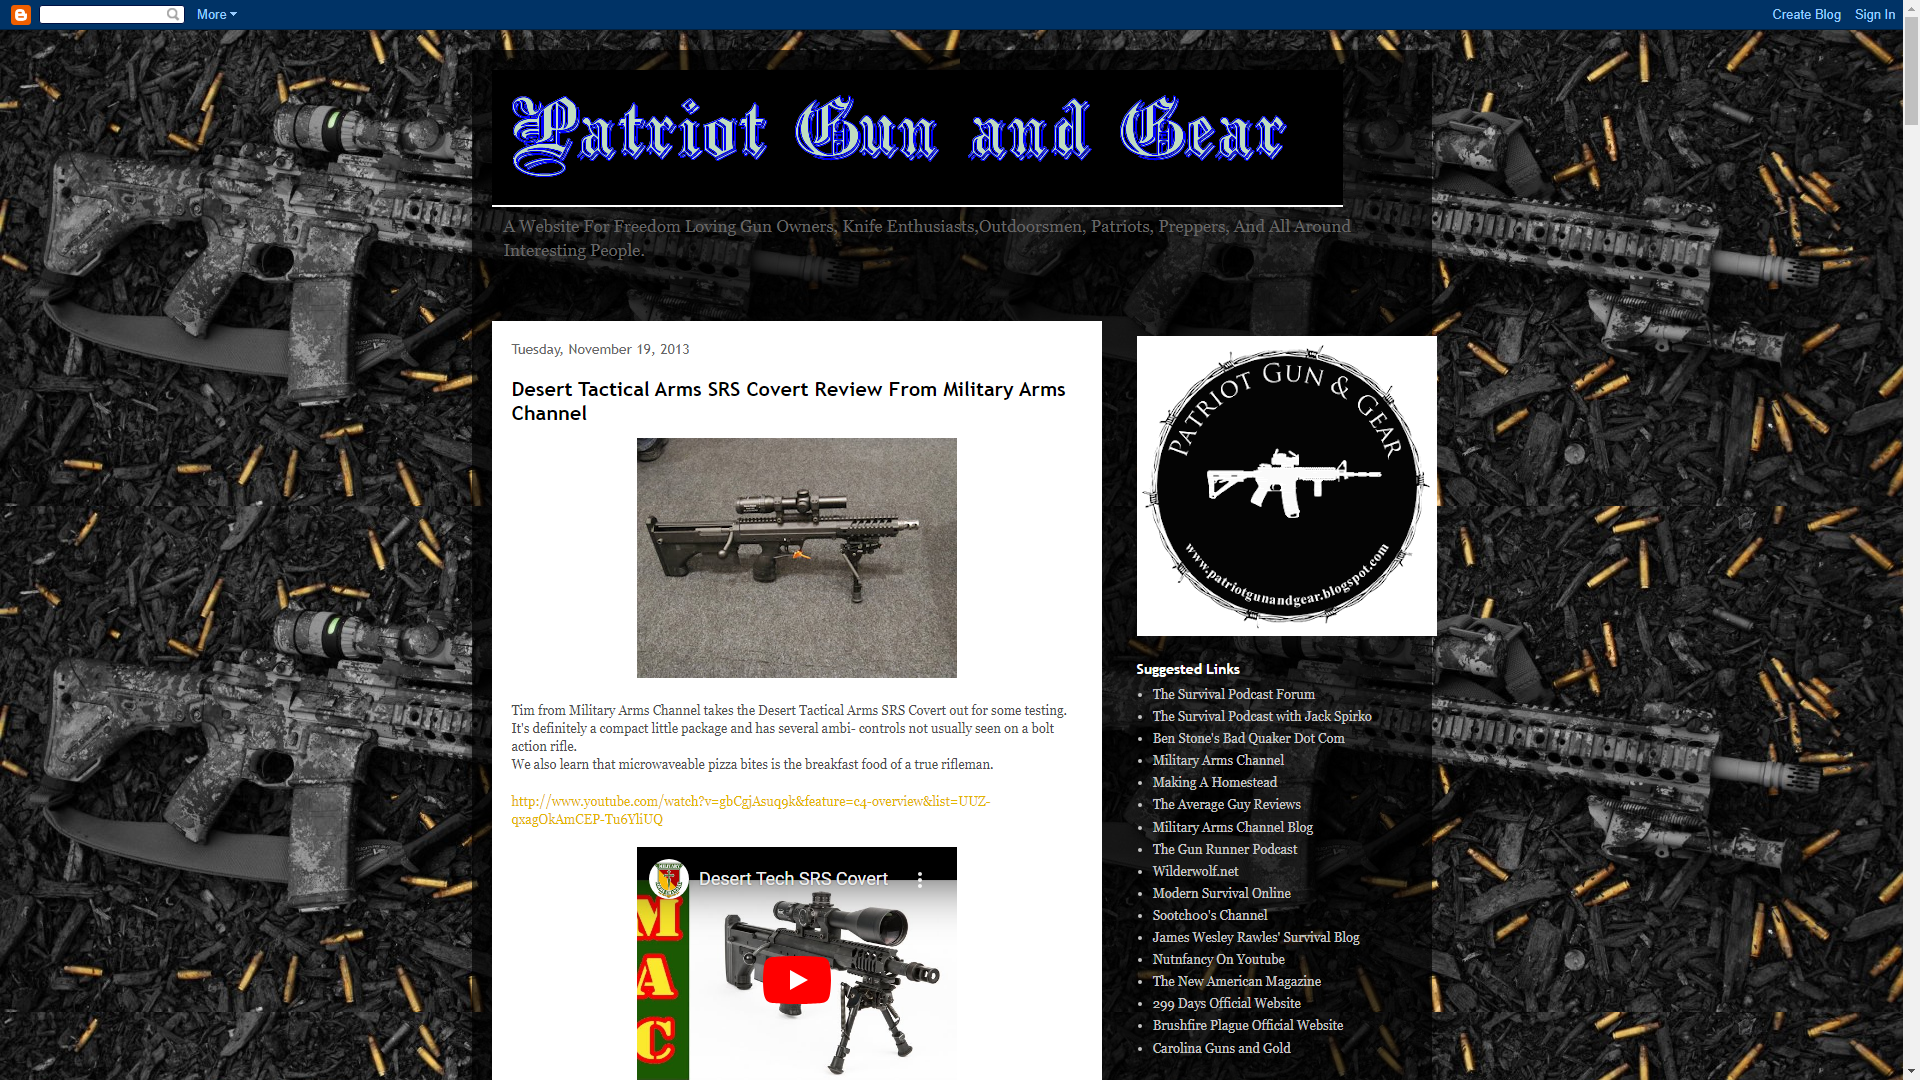 More
Create Blog
Sign In
Patriot Gun and Gear
A Website For Freedom Loving Gun Owners, Knife Enthusiasts,Outdoorsmen, Patriots, Preppers, And All Around
Interesting People.
Tuesday, November 19, 2013
Desert Tactical Arms SRS Covert Review From Military Arms
Channel
Tim from Military Arms Channel takes the Desert Tactical Arms SRS Covert out for some testing.
It's definitely a compact little package and has several ambi- controls not usually seen on a bolt
action rifle.
We also learn that microwaveable pizza bites is the breakfast food of a true rifleman.
http://www.youtube.com/watch?v=gbCgjAsuq9k&feature=c4-overview&list=UUZ-
qxagOkAmCEP-Tu6YliUQ
Desert Tech SRS Covert
M
A
C
PATRIOT GUN & GEAR
www.patriotgunandgear.blogspot.com
Suggested Links
The Survival Podcast Forum
The Survival Podcast with Jack Spirko
Ben Stone's Bad Quaker Dot Com
Military Arms Channel
Making A Homestead
The Average Guy Reviews
Military Arms Channel Blog
The Gun Runner Podcast
Wilderwolf.net
Modern Survival Online
Sootch00's Channel
James Wesley Rawles' Survival Blog
Nutnfancy On Youtube
The New American Magazine
299 Days Official Website
Brushfire Plague Official Website
Carolina Guns and Gold